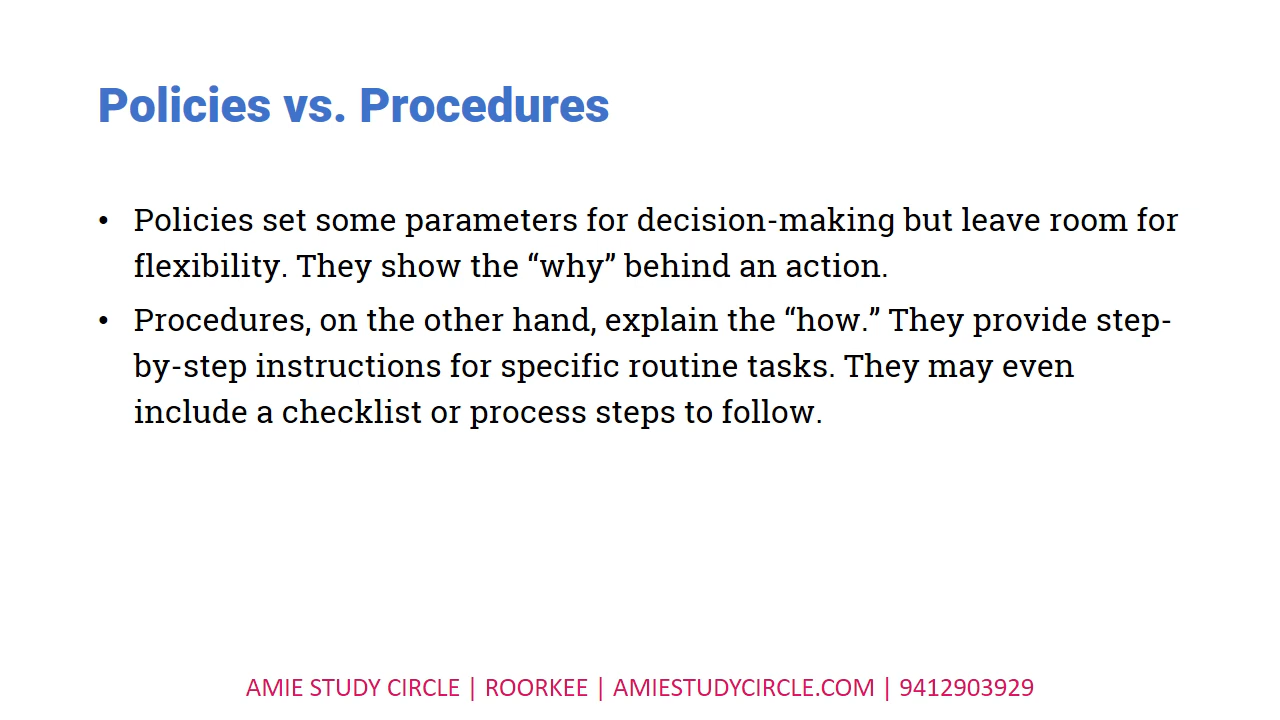 Policies vs. Procedures
• Policies set some parameters for decision-making but leave room for
flexibility. They show the “why” behind an action.
• Procedures, on the other hand, explain the “how.” They provide step-
by-step instructions for specific routine tasks. They may even
include a checklist or process steps to follow.
AMIE STUDY CIRCLE | ROORKEE | AMIESTUDYCIRCLE.COM | 9412903929